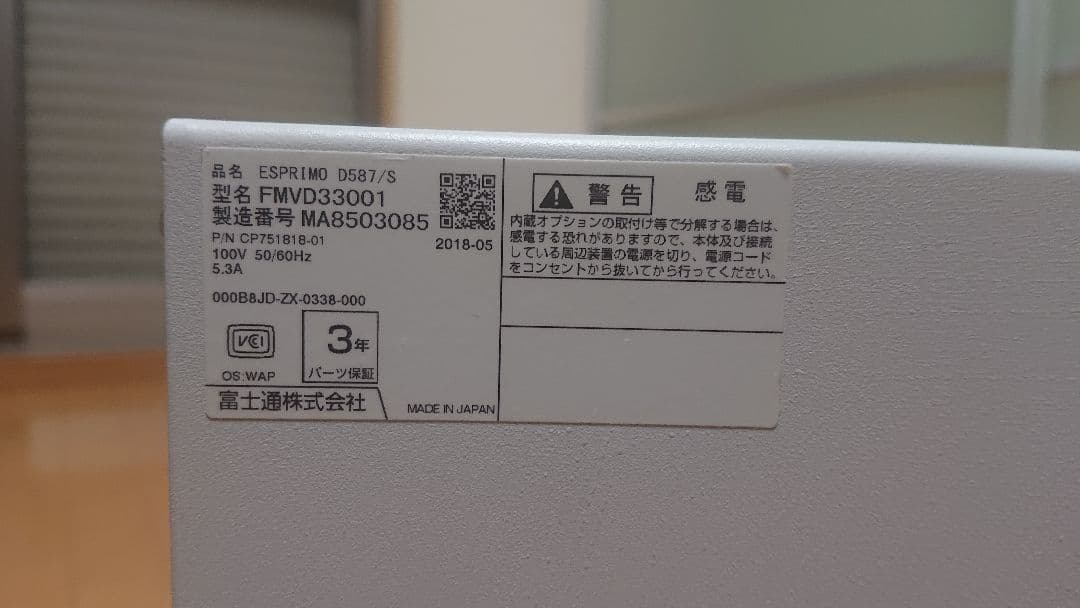 品名 ESPRIMO D587/S
型名 FMVD33001
製造番号 MA8503085
2018-05
P/N CP751818-01
100V 50/60Hz
5.3A
000B8JD-ZX-0338-000
VCI
3年
パーツ保証
OS:WAP
富士通株式会社
MADE IN JAPAN
警告 感電
内蔵オプションの取付け等で分解する場合は、
感電する恐れがありますので、本体及び接続
している周辺装置の電源を切り、電源コード
をコンセントから抜いてから行ってください。